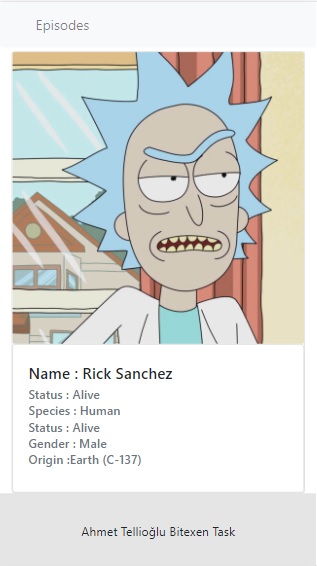 Episodes
Name : Rick Sanchez
Status : Alive
Species : Human
Status : Alive
Gender : Male
Origin :Earth (C-137)
Ahmet Tellioğlu Bitexen Task